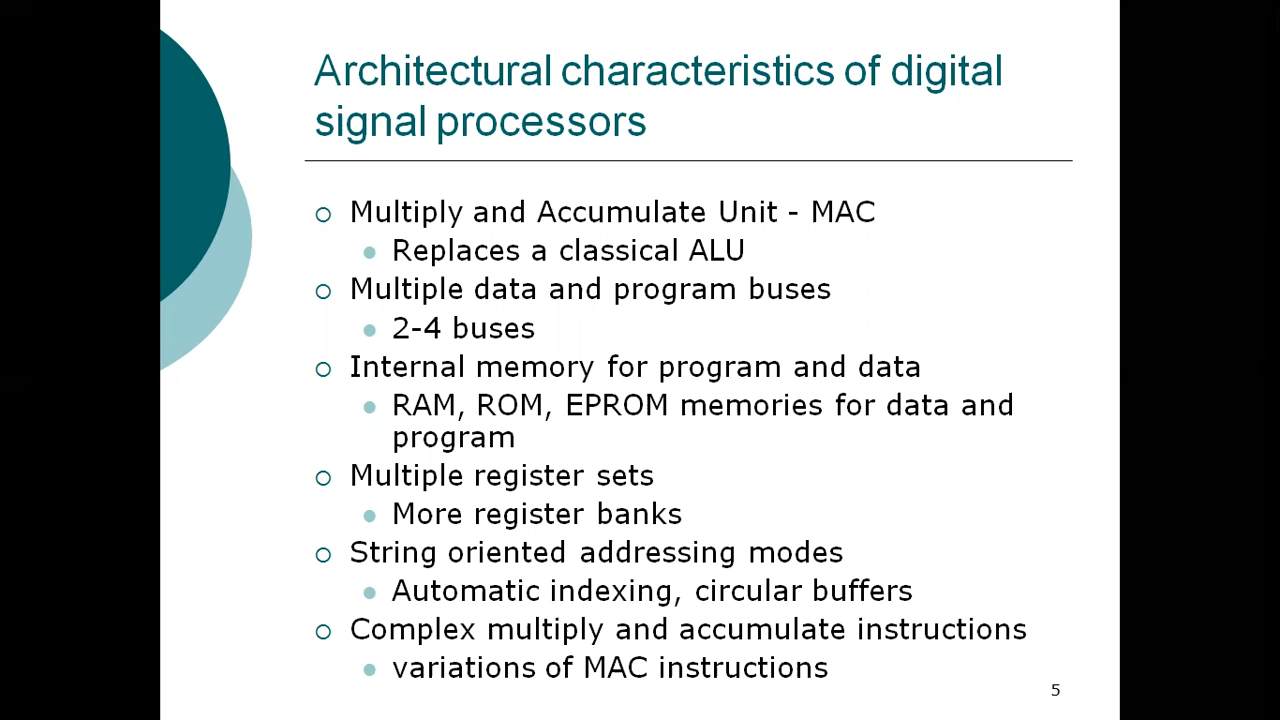 Architectural characteristics of digital
signal processors
Multiply and Accumulate Unit - MAC
Replaces a classical ALU
Multiple data and program buses
2-4 buses
Internal memory for program and data
RAM, ROM, EPROM memories for data and
program
Multiple register sets
More register banks
String oriented addressing modes
Automatic indexing, circular buffers
Complex multiply and accumulate instructions
variations of MAC instructions
5